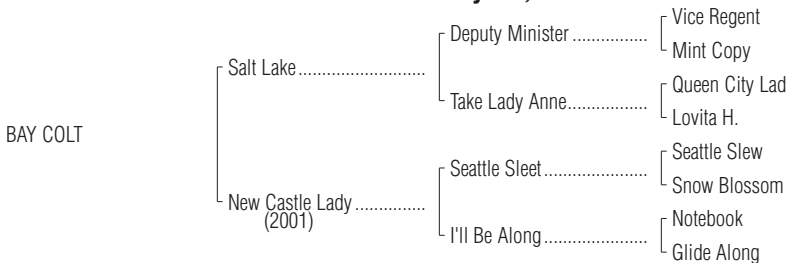 Vice Regent
Deputy Minister ................
Mint Copy
Salt Lake..........................
Queen City Lad
Take Lady Anne.................
Lovita H.
BAY COLT
Seattle Slew
Seattle Sleet......................
Snow Blossom
New Castle Lady ...............
(2001)
Notebook
I'll Be Along......................
Glide Along